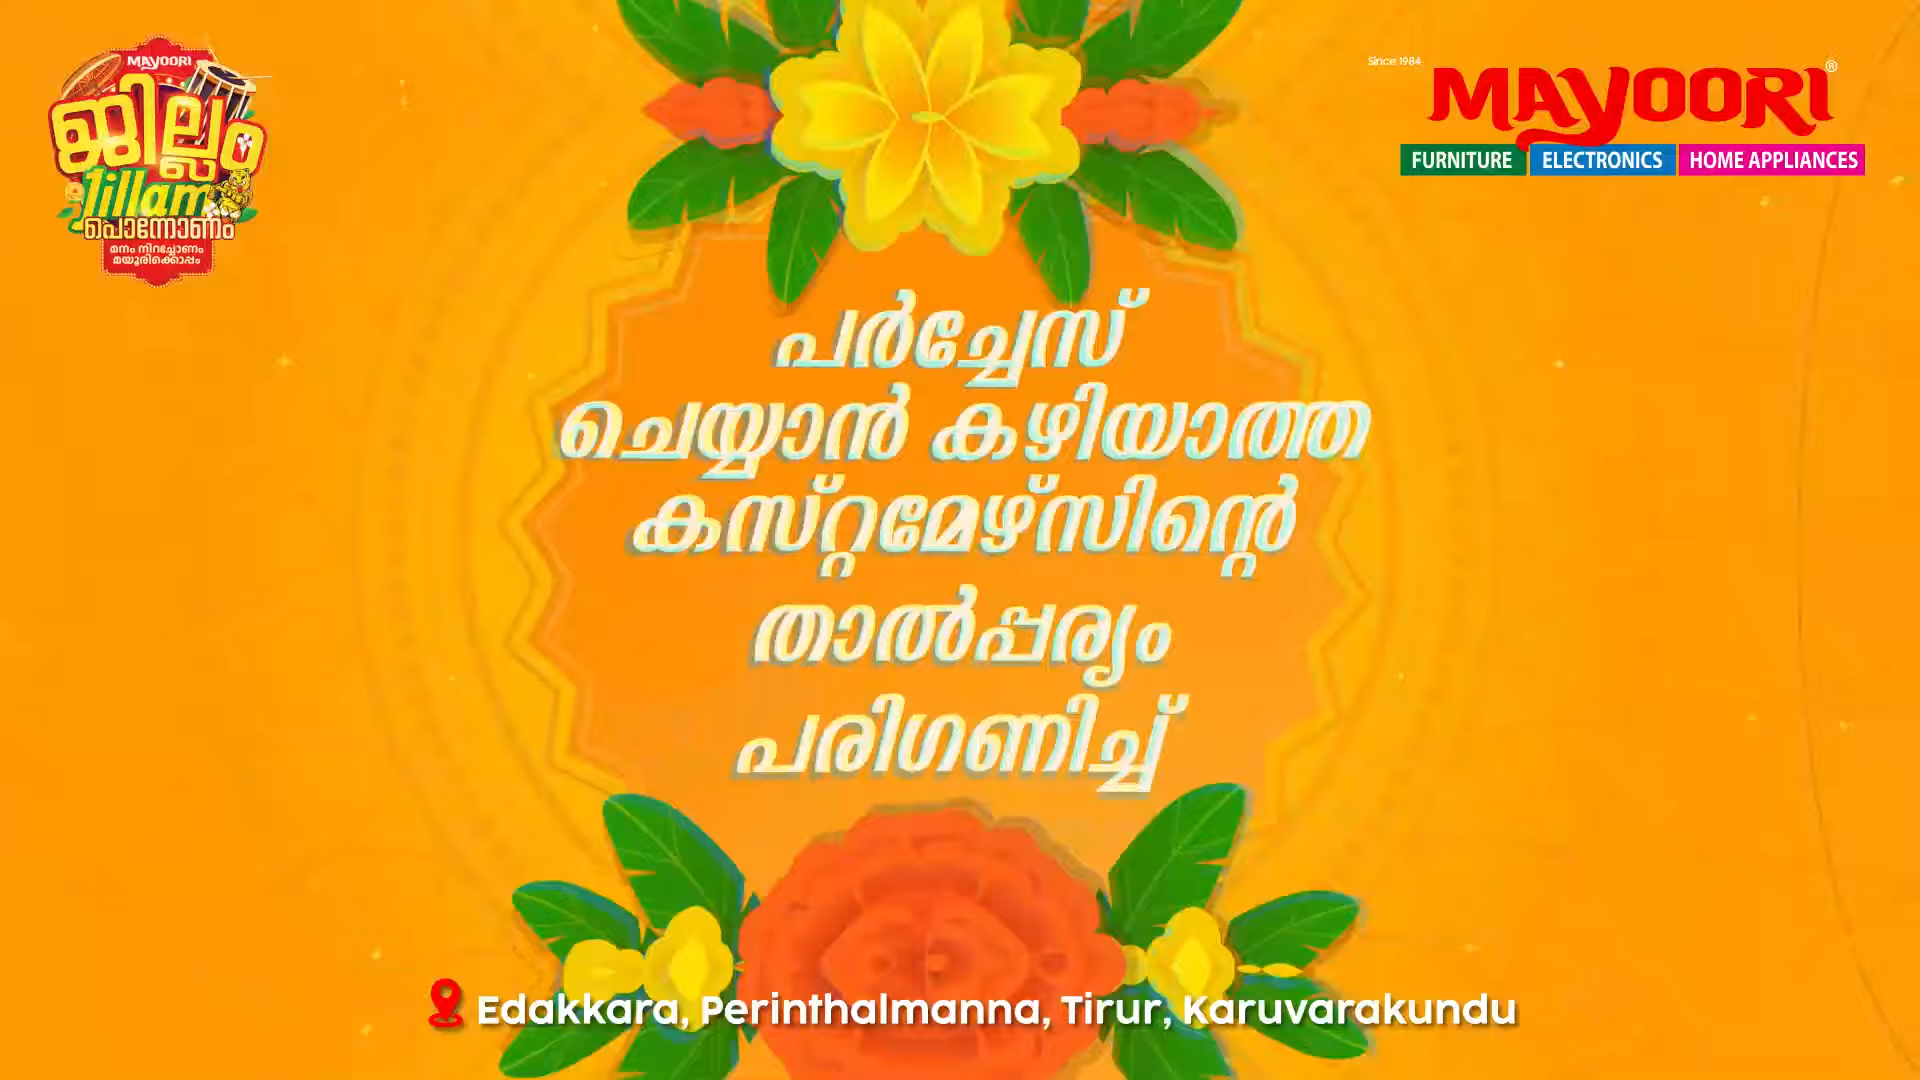 MAYOORI
ജില്ലം
Jillam
പൊന്നോണം
മനം നിറച്ചോണം
മയൂരിക്കൊപ്പം
Since 1984
MAYOORI®
FURNITURE ELECTRONICS HOME APPLIANCES
പർച്ചേസ്
ചെയ്യാൻ കഴിയാത്ത
കസ്റ്റമേഴ്സിന്റെ
താൽപ്പര്യം
പരിഗണിച്ച്
Edakkara, Perinthalmanna, Tirur, Karuvarakundu